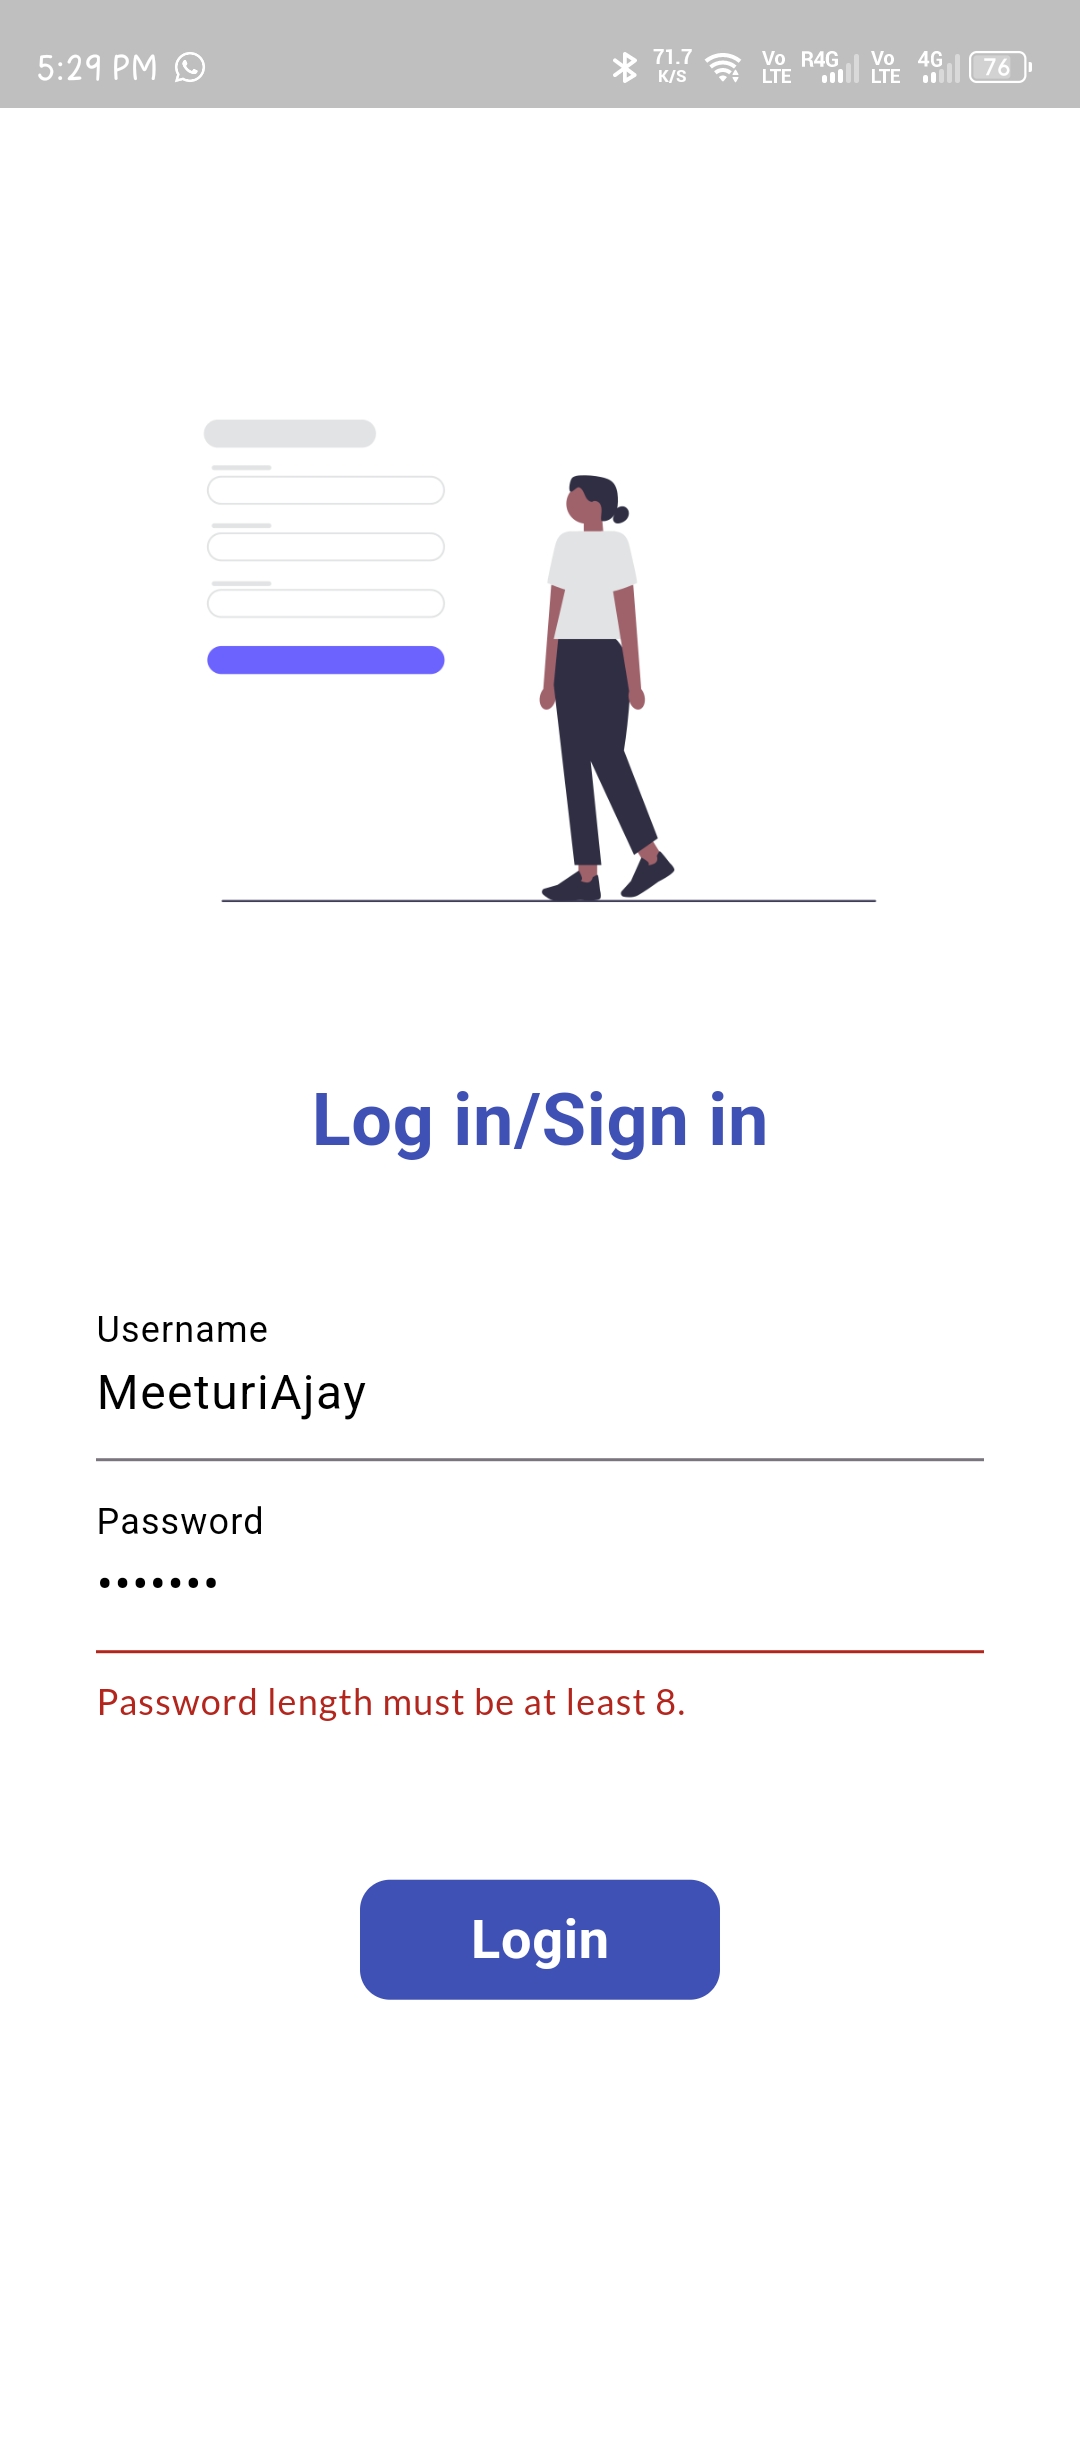 5:29 PM 71.7 K/S Vo LTE R4G Vo LTE 4G 76
Log in/Sign in
Username
MeeturiAjay
Password
•••••••
Password length must be at least 8.
Login